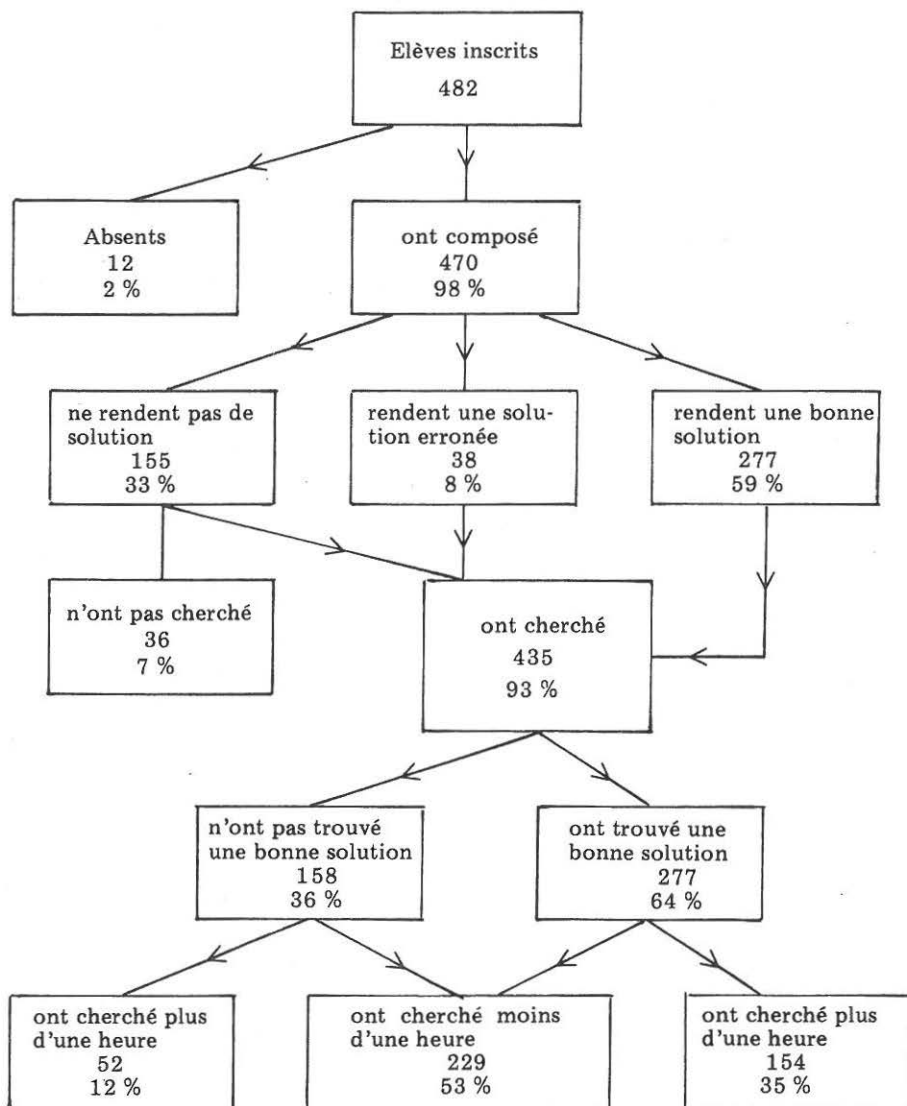 Elèves inscrits
482
Absents
12
2 %
ont composé
470
98 %
ne rendent pas de
solution
155
33 %
rendent une solu-
tion erronée
38
8 %
rendent une bonne
solution
277
59 %
n'ont pas cherché
36
7 %
ont cherché
435
93 %
n'ont pas trouvé
une bonne solution
158
36 %
ont trouvé une
bonne solution
277
64 %
ont cherché plus
d'une heure
52
12 %
ont cherché moins
d'une heure
229
53 %
ont cherché plus
d'une heure
154
35 %